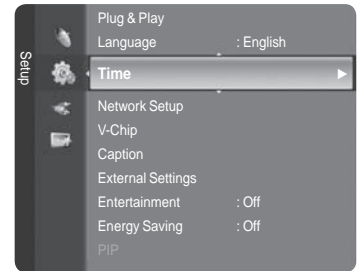 Setup
Plug & Play
Language : English
Time
Network Setup
V-Chip
Caption
External Settings
Entertainment : Off
Energy Saving : Off
PIP